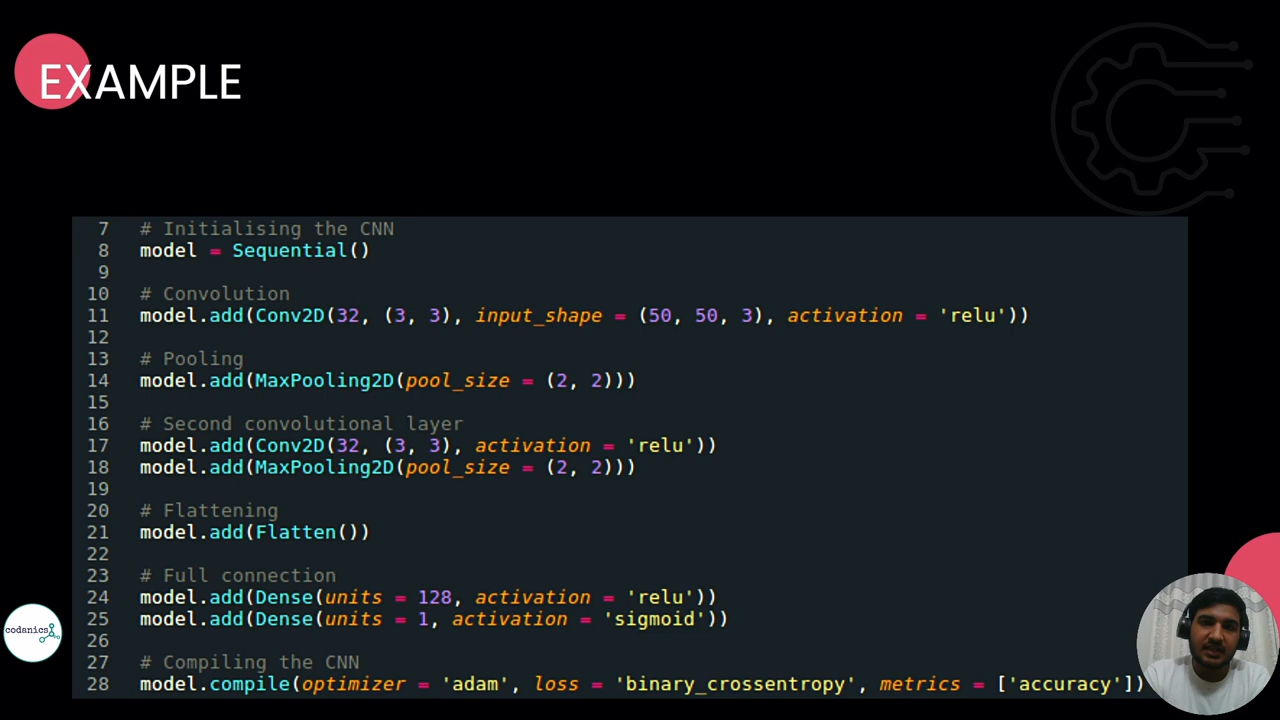 EXAMPLE
7 # Initialising the CNN
8 model = Sequential()
9
10 # Convolution
11 model.add(Conv2D(32, (3, 3), input_shape = (50, 50, 3), activation = 'relu'))
12
13 # Pooling
14 model.add(MaxPooling2D(pool_size = (2, 2)))
15
16 # Second convolutional layer
17 model.add(Conv2D(32, (3, 3), activation = 'relu'))
18 model.add(MaxPooling2D(pool_size = (2, 2)))
19
20 # Flattening
21 model.add(Flatten())
22
23 # Full connection
24 model.add(Dense(units = 128, activation = 'relu'))
25 model.add(Dense(units = 1, activation = 'sigmoid'))
26
27 # Compiling the CNN
28 model.compile(optimizer = 'adam', loss = 'binary_crossentropy', metrics = ['accuracy'])
codanics